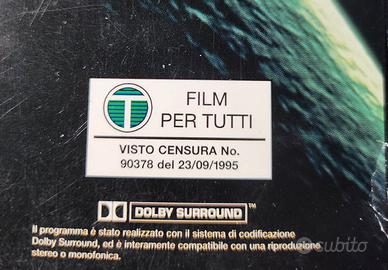 T
FILM
PER TUTTI
VISTO CENSURA No.
90378 del 23/09/1995
DOLBY SURROUND™
Il programma è stato realizzato con il sistema di codificazione
Dolby Surround, ed è interamente compatibile con una riproduzione
stereo o monofonica.
subito